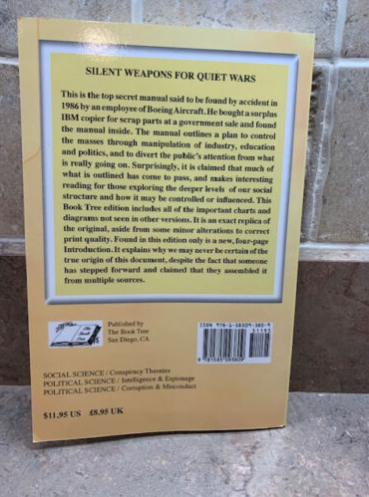 SILENT WEAPONS FOR QUIET WARS
This is the top secret manual said to be found by accident in
1986 by an employee of Boeing Aircraft. He bought a surplus
IBM copier for scrap parts at a government sale and found
the manual inside. The manual outlines a plan to control
the masses through manipulation of industry, education
and politics, and to divert the public's attention from what
is really going on. Surprisingly, it is claimed that much of
what is outlined has come to pass, and makes interesting
reading for those exploring the deeper levels of our social
structure and how it may be controlled or influenced. This
Book Tree edition includes all of the important charts and
diagrams not seen in other versions. It is an exact replica of
the original, aside from some minor alterations to correct
print quality. Found in this edition only is a new, four-page
Introduction. It explains why we may never be certain of the
true origin of this document, despite the fact that someone
has stepped forward and claimed that they assembled it
from multiple sources.
Published by
The Book Tree
San Diego, CA
ISBN
SOCIAL SCIENCE / Conspiracy Theories
POLITICAL SCIENCE / Intelligence & Espionage
POLITICAL SCIENCE / Corruption & Misconduct
$11.95 US £8.95 UK